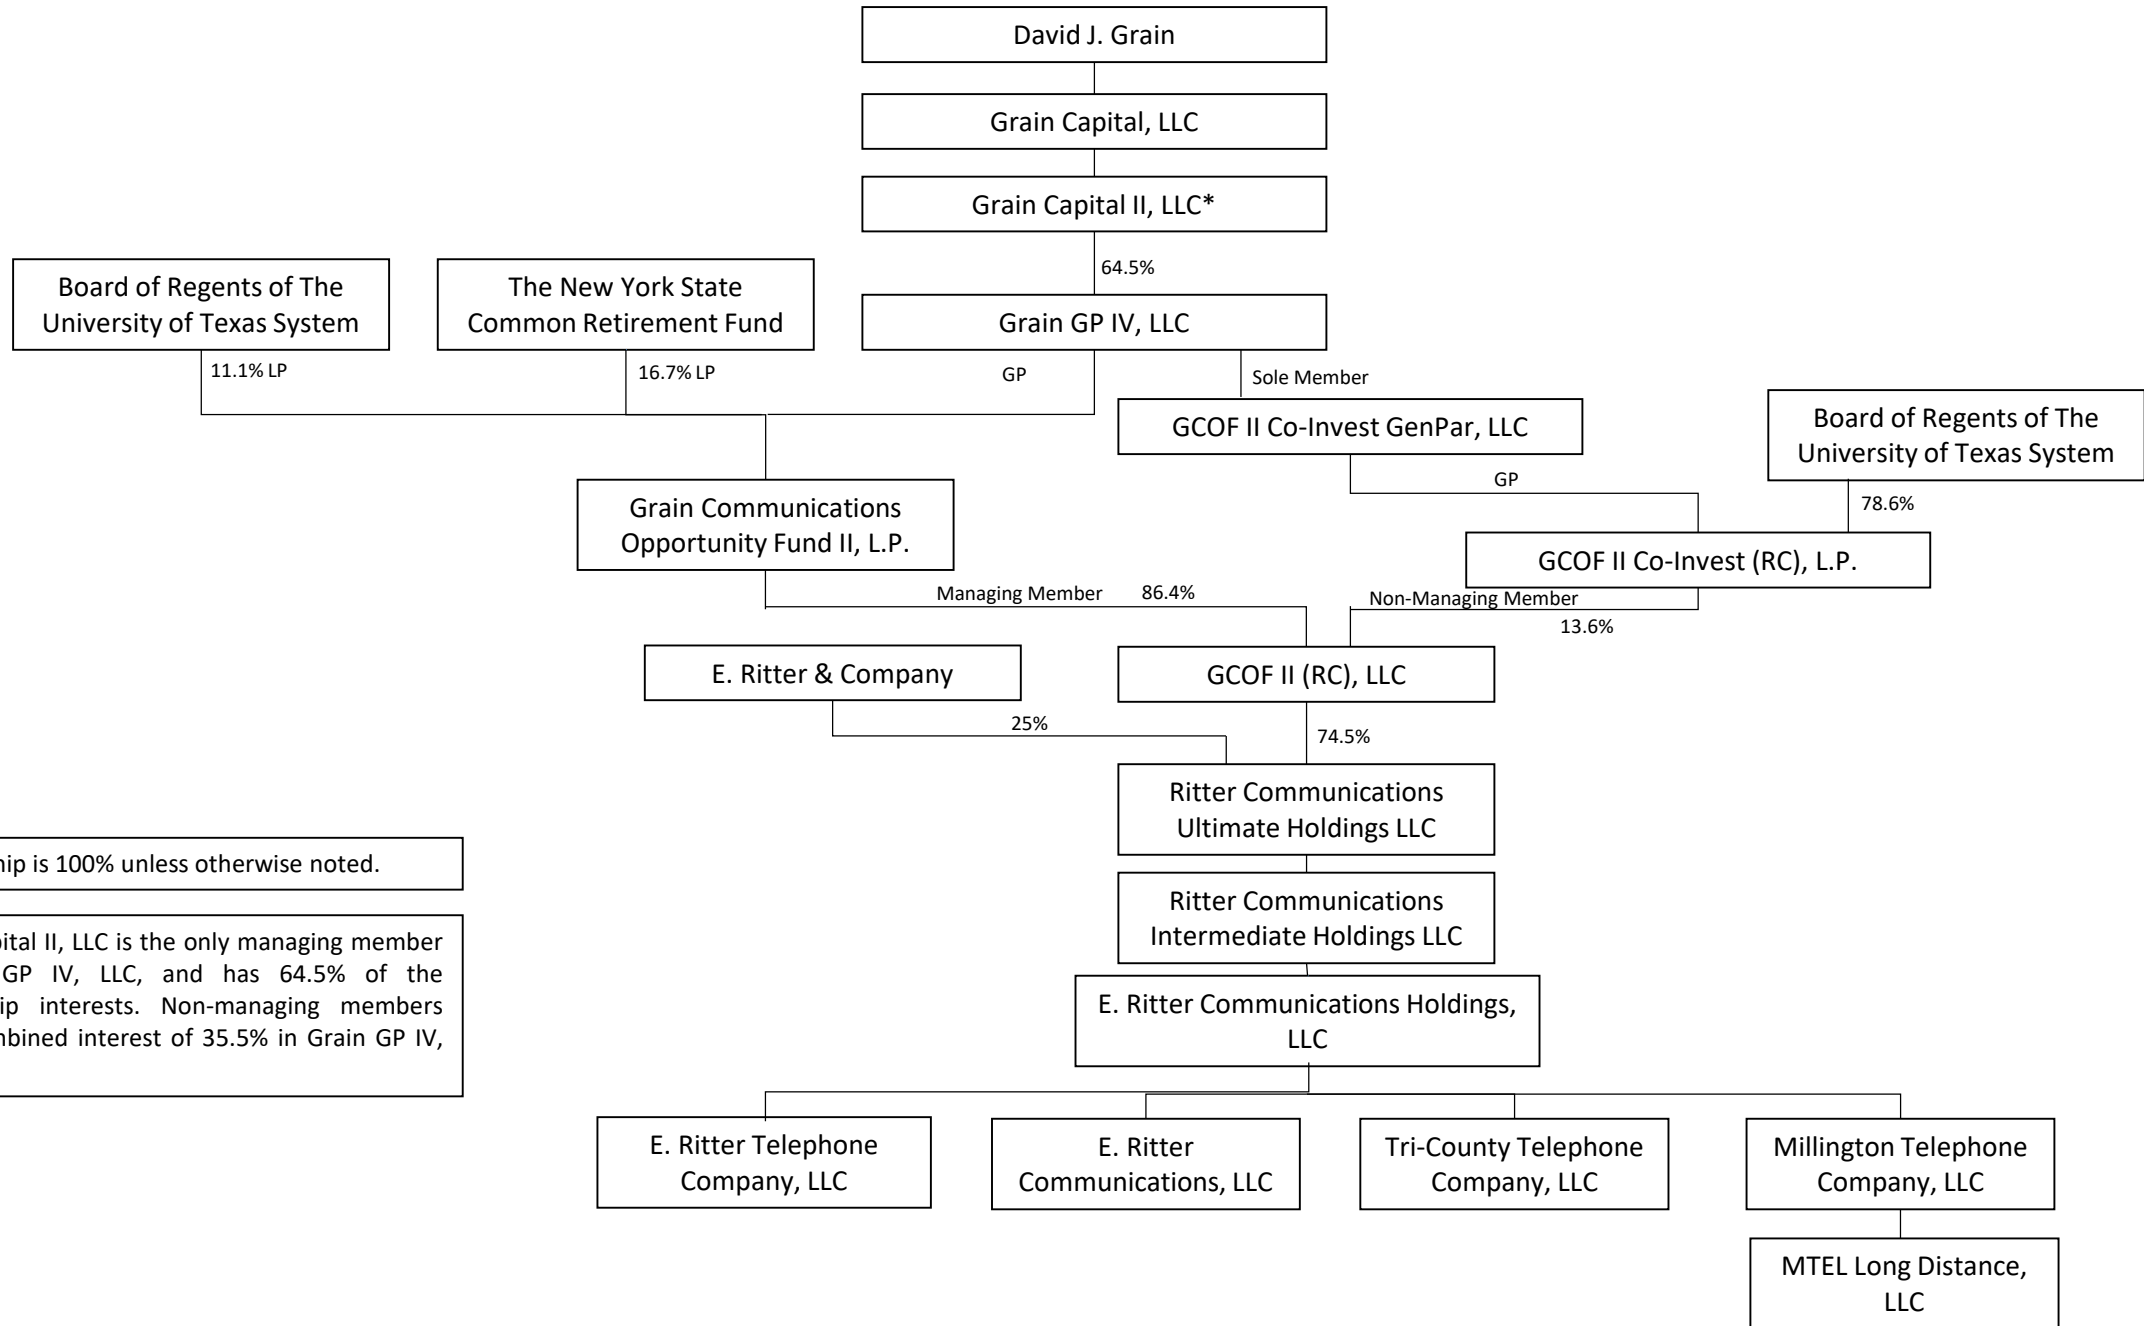 David J. Grain
Grain Capital, LLC
Grain Capital II, LLC*
64.5%
Board of Regents of The
University of Texas System
The New York State
Common Retirement Fund
Grain GP IV, LLC
11.1% LP
16.7% LP
GP
Sole Member
GCOF II Co-Invest GenPar, LLC
Board of Regents of The
University of Texas System
GP
78.6%
Grain Communications
Opportunity Fund II, L.P.
GCOF II Co-Invest (RC), L.P.
Managing Member 86.4%
Non-Managing Member
13.6%
E. Ritter & Company
GCOF II (RC), LLC
25%
74.5%
Ritter Communications
Ultimate Holdings LLC
is 100% unless otherwise noted.
Ritter Communications
Intermediate Holdings LLC
II, LLC is the only managing member
GP IV, LLC, and has 64.5% of the
interests. Non-managing members
interest of 35.5% in Grain GP IV,
E. Ritter Communications Holdings,
LLC
E. Ritter Telephone
Company, LLC
E. Ritter
Communications, LLC
Tri-County Telephone
Company, LLC
Millington Telephone
Company, LLC
MTEL Long Distance,
LLC